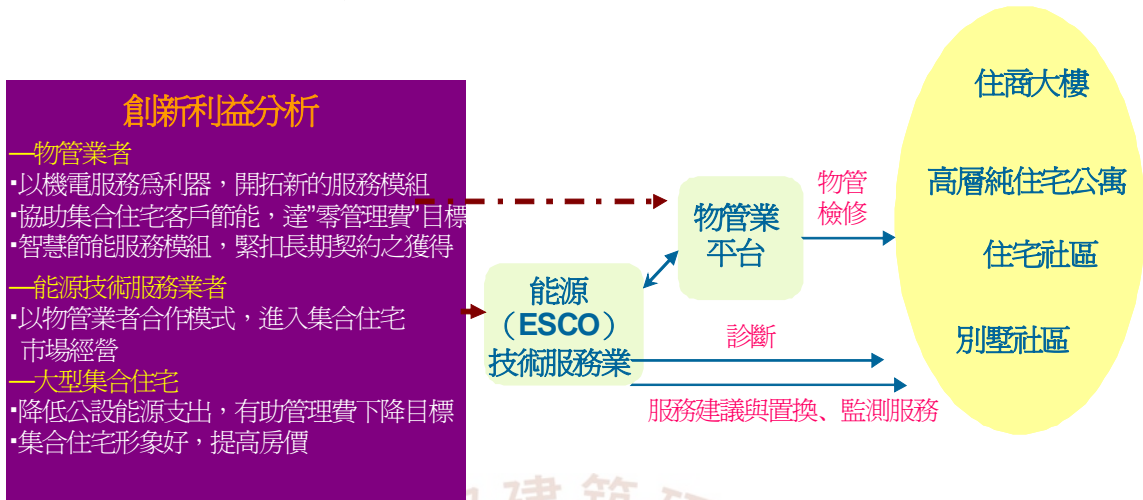 創新利益分析
—物管業者
▪以機電服務爲利器，開拓新的服務模組
▪協助集合住宅客戶節能，達”零管理費”目標
▪智慧節能服務模組，緊扣長期契約之獲得
—能源技術服務業者
▪以物管業者合作模式，進入集合住宅
市場經營
—大型集合住宅
▪降低公設能源支出，有助管理費下降目標
▪集合住宅形象好，提高房價
能源
（ESCO）
技術服務業
物管業
平台
物管
檢修
診斷
服務建議與置換、監測服務
住商大樓
高層純住宅公寓
住宅社區
別墅社區
建築研